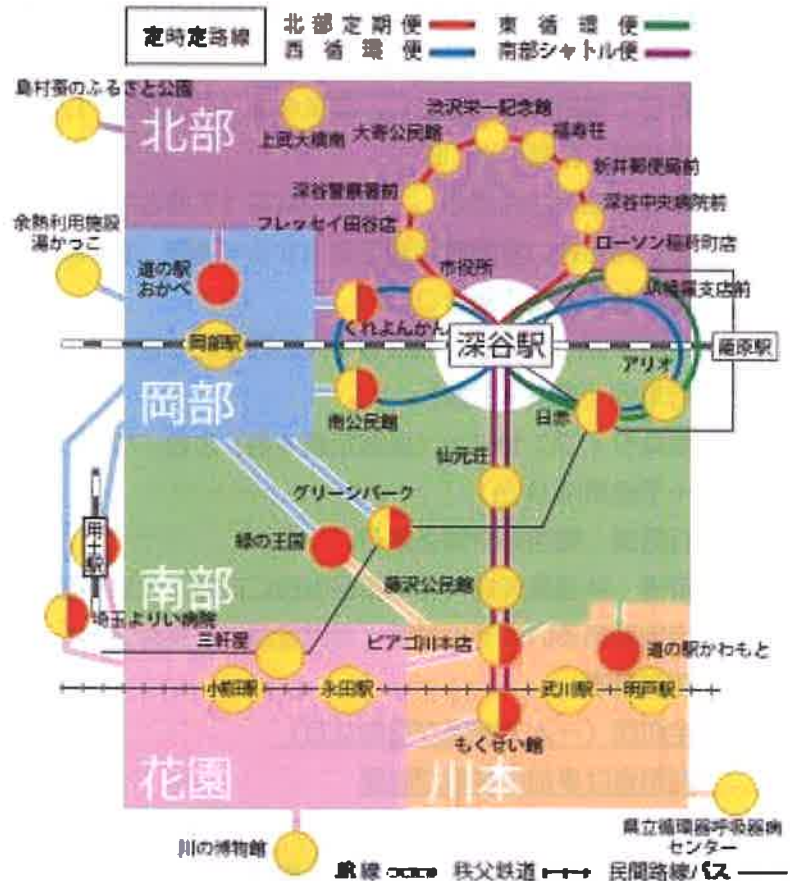 定時定路線
北部定期便
東循環便
西循環便
南部シャトル便
島村蚕のふるさと公園
北部
上武大橋南
渋沢栄一記念館
大寄公民館
福寿荘
新井郵便局前
深谷警察署前
深谷中央病院前
余熱利用施設
湯かっこ
フレッセイ田谷店
ローソン稲荷町店
道の駅
おかべ
市役所
くれよんかん
岡部駅
深谷駅
籠原駅
アリオ
岡部
南公民館
日赤
仙元荘
グリーンパーク
用土駅
緑の王国
南部
藤沢公民館
埼玉よりい病院
三軒屋
ピアゴ川本店
道の駅かわもと
小前田駅
永田駅
武川駅
明戸駅
もくせい館
花園
川本
川の博物館
県立循環器呼吸器病
センター
JR線
秩父鉄道
民間路線バス